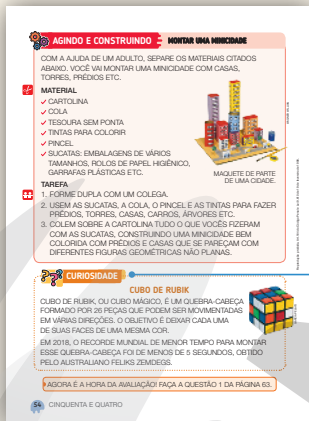 AGINDO E CONSTRUINDO
MONTAR UMA MINICIDADE
COM A AJUDA DE UM ADULTO, SEPARE OS MATERIAIS CITADOS
ABAIXO. VOCÊ VAI MONTAR UMA MINICIDADE COM CASAS,
TORRES, PRÉDIOS ETC.
MATERIAL
CARTOLINA
COLA
TESOURA SEM PONTA
TINTAS PARA COLORIR
PINCEL
SUCATAS: EMBALAGENS DE VÁRIOS
TAMANHOS, ROLOS DE PAPEL HIGIÊNICO,
GARRAFAS PLÁSTICAS ETC.
MAQUETE DE PARTE
DE UMA CIDADE.
TAREFA
1. FORME DUPLA COM UM COLEGA.
2. USEM AS SUCATAS, A COLA, O PINCEL E AS TINTAS PARA FAZER
PRÉDIOS, TORRES, CASAS, CARROS, ÁRVORES ETC.
3. COLEM SOBRE A CARTOLINA TUDO O QUE VOCÊS FIZERAM
COM AS SUCATAS, CONSTRUINDO UMA MINICIDADE BEM
COLORIDA COM PRÉDIOS E CASAS QUE SE PAREÇAM COM
DIFERENTES FIGURAS GEOMÉTRICAS NÃO PLANAS.
CURIOSIDADE
CUBO DE RUBIK
CUBO DE RUBIK, OU CUBO MÁGICO, É UM QUEBRA-CABEÇA
FORMADO POR 26 PEÇAS QUE PODEM SER MOVIMENTADAS
EM VÁRIAS DIREÇÕES. O OBJETIVO É DEIXAR CADA UMA
DE SUAS FACES DE UMA MESMA COR.
EM 2018, O RECORDE MUNDIAL DE MENOR TEMPO PARA MONTAR
ESSE QUEBRA-CABEÇA FOI DE MENOS DE 5 SEGUNDOS, OBTIDO
PELO AUSTRALIANO FELIKS ZEMDEGS.
AGORA É A HORA DA AVALIAÇÃO! FAÇA A QUESTÃO 1 DA PÁGINA 63.
54 CINQUENTA E QUATRO